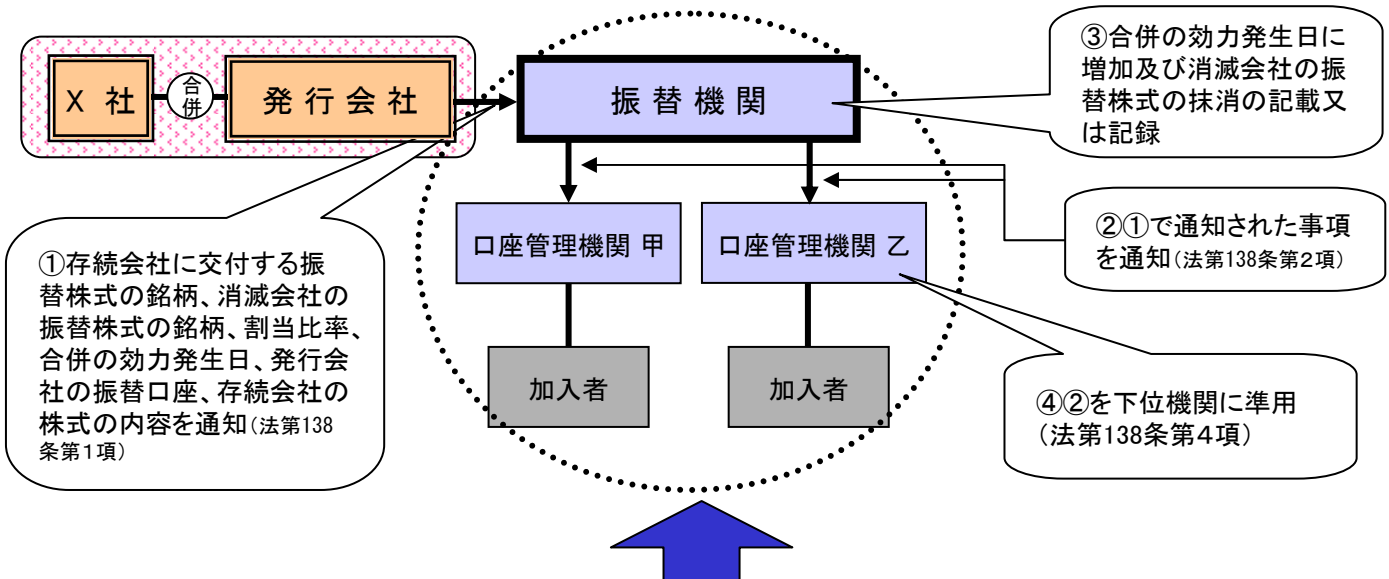 X 社
合併
発 行 会 社
振 替 機 関
③合併の効力発生日に
増加及び消滅会社の振
替株式の抹消の記載又
は記録
口座管理機関 甲
口座管理機関 乙
②①で通知された事項
を通知(法第138条第2項)
①存続会社に交付する振
替株式の銘柄、消滅会社の
振替株式の銘柄、割当比率、
合併の効力発生日、発行会
社の振替口座、存続会社の
株式の内容を通知(法第138
条第1項)
加入者
加入者
④②を下位機関に準用
(法第138条第4項)